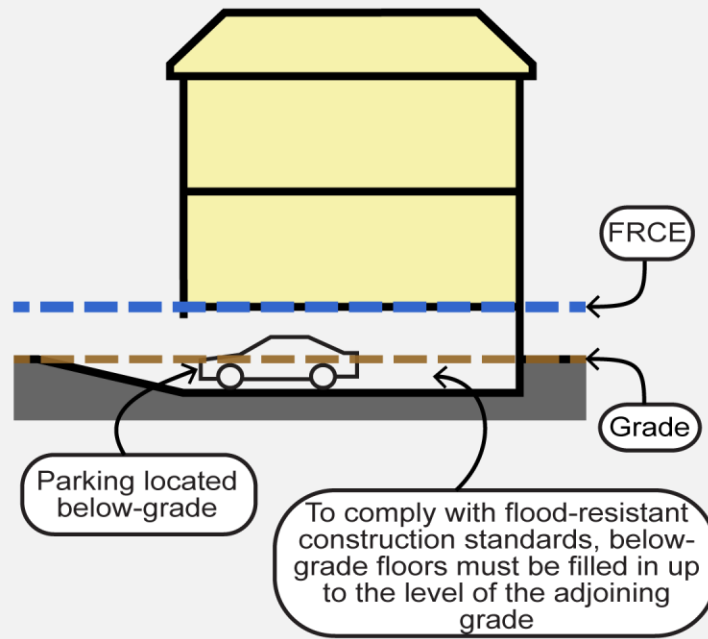 FRCE
Grade
Parking located
below-grade
To comply with flood-resistant
construction standards, below-
grade floors must be filled in up
to the level of the adjoining
grade